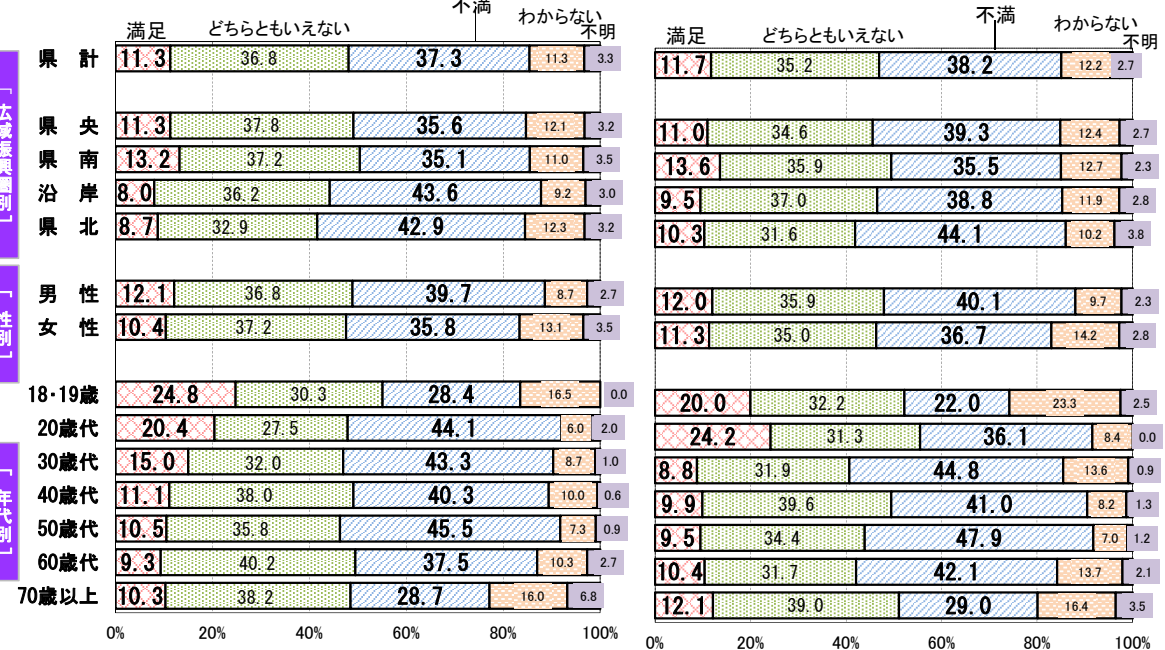 不満
満足 どちらともいえない わからない 不明
県 計 11.3 36.8 37.3 11.3 3.3
「広域振興圏別」
県 央 11.3 37.8 35.6 12.1 3.2
県 南 13.2 37.2 35.1 11.0 3.5
沿 岸 8.0 36.2 43.6 9.2 3.0
県 北 8.7 32.9 42.9 12.3 3.2
「性別」
男 性 12.1 36.8 39.7 8.7 2.7
女 性 10.4 37.2 35.8 13.1 3.5
「年代別」
18・19歳 24.8 30.3 28.4 16.5 0.0
20歳代 20.4 27.5 44.1 6.0 2.0
30歳代 15.0 32.0 43.3 8.7 1.0
40歳代 11.1 38.0 40.3 10.0 0.6
50歳代 10.5 35.8 45.5 7.3 0.9
60歳代 9.3 40.2 37.5 10.3 2.7
70歳以上 10.3 38.2 28.7 16.0 6.8
0% 20% 40% 60% 80% 100%
不満
満足 どちらともいえない わからない 不明
11.7 35.2 38.2 12.2 2.7
11.0 34.6 39.3 12.4 2.7
13.6 35.9 35.5 12.7 2.3
9.5 37.0 38.8 11.9 2.8
10.3 31.6 44.1 10.2 3.8
12.0 35.9 40.1 9.7 2.3
11.3 35.0 36.7 14.2 2.8
20.0 32.2 22.0 23.3 2.5
24.2 31.3 36.1 8.4 0.0
8.8 31.9 44.8 13.6 0.9
9.9 39.6 41.0 8.2 1.3
9.5 34.4 47.9 7.0 1.2
10.4 31.7 42.1 13.7 2.1
12.1 39.0 29.0 16.4 3.5
0% 20% 40% 60% 80% 100%